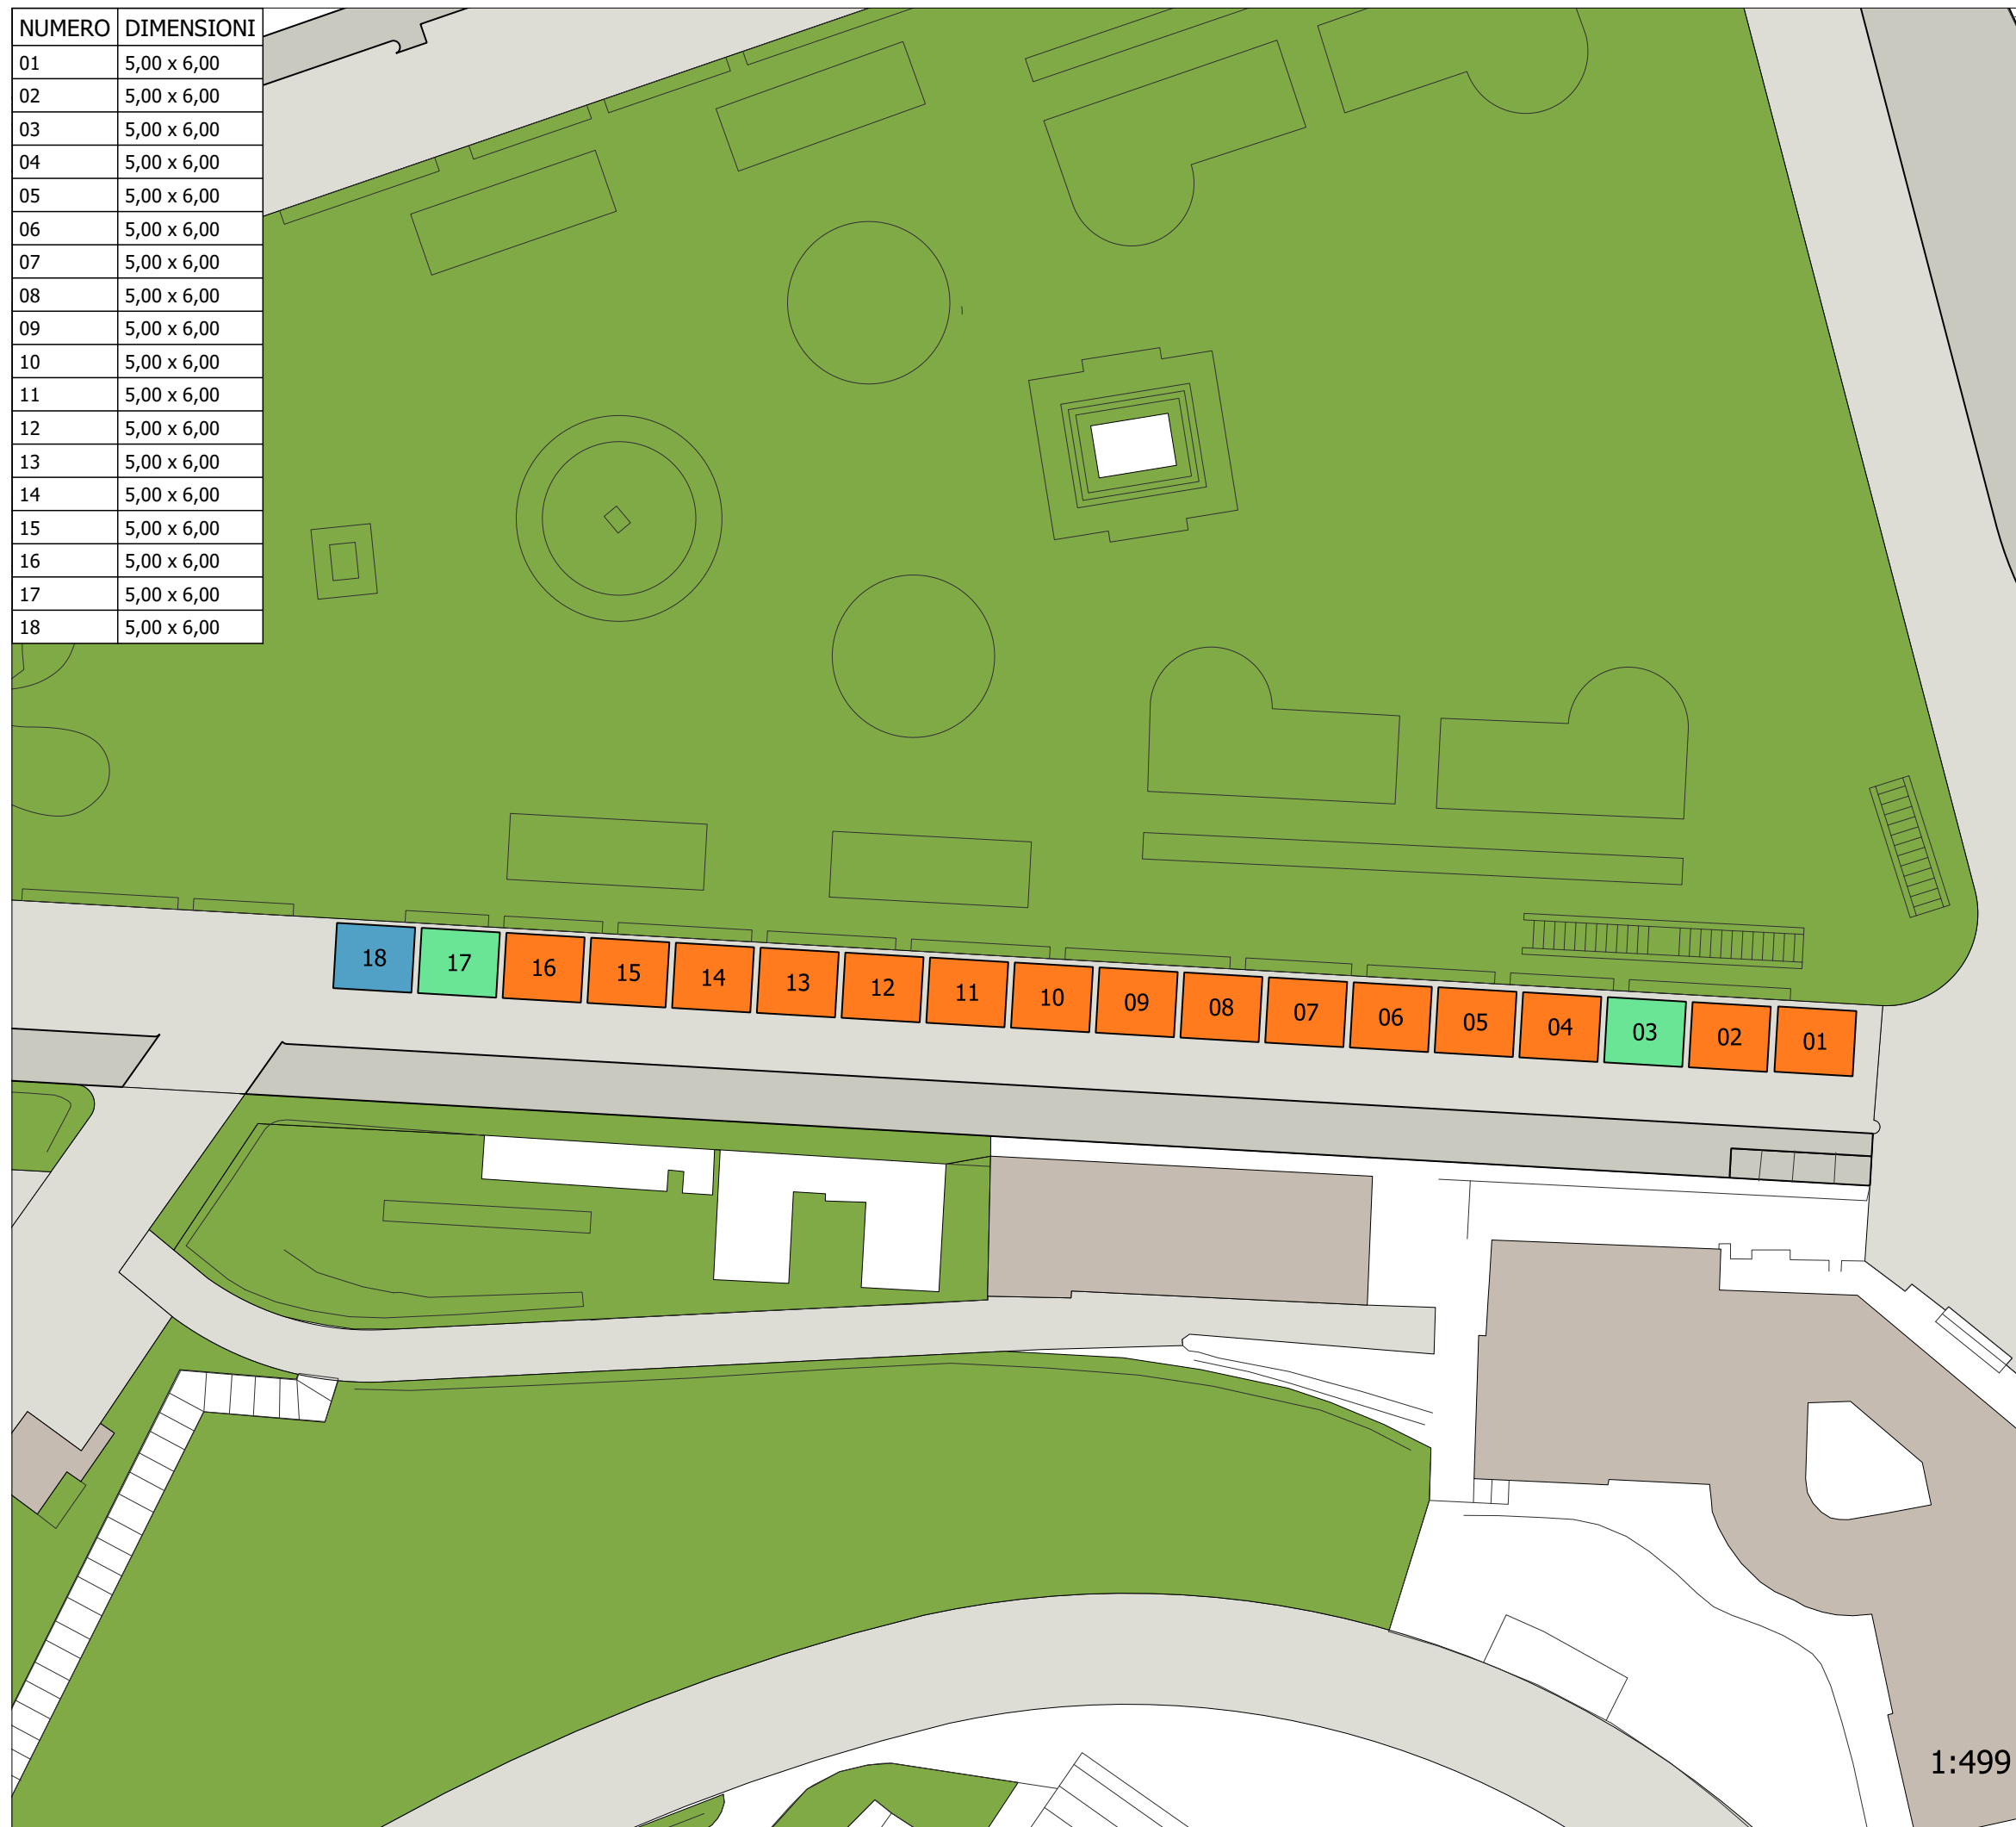 NUMERO DIMENSIONI
01 5,00 x 6,00
02 5,00 x 6,00
03 5,00 x 6,00
04 5,00 x 6,00
05 5,00 x 6,00
06 5,00 x 6,00
07 5,00 x 6,00
08 5,00 x 6,00
09 5,00 x 6,00
10 5,00 x 6,00
11 5,00 x 6,00
12 5,00 x 6,00
13 5,00 x 6,00
14 5,00 x 6,00
15 5,00 x 6,00
16 5,00 x 6,00
17 5,00 x 6,00
18 5,00 x 6,00
18 17 16 15 14 13 12 11 10 09 08 07 06 05 04 03 02 01
1:499